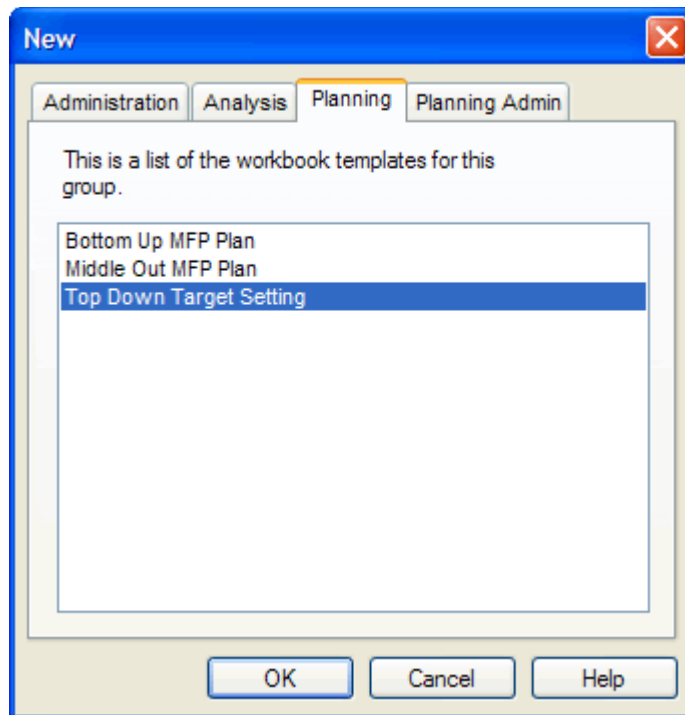 New
Administration Analysis Planning Planning Admin
This is a list of the workbook templates for this
group.
Bottom Up MFP Plan
Middle Out MFP Plan
Top Down Target Setting
OK Cancel Help